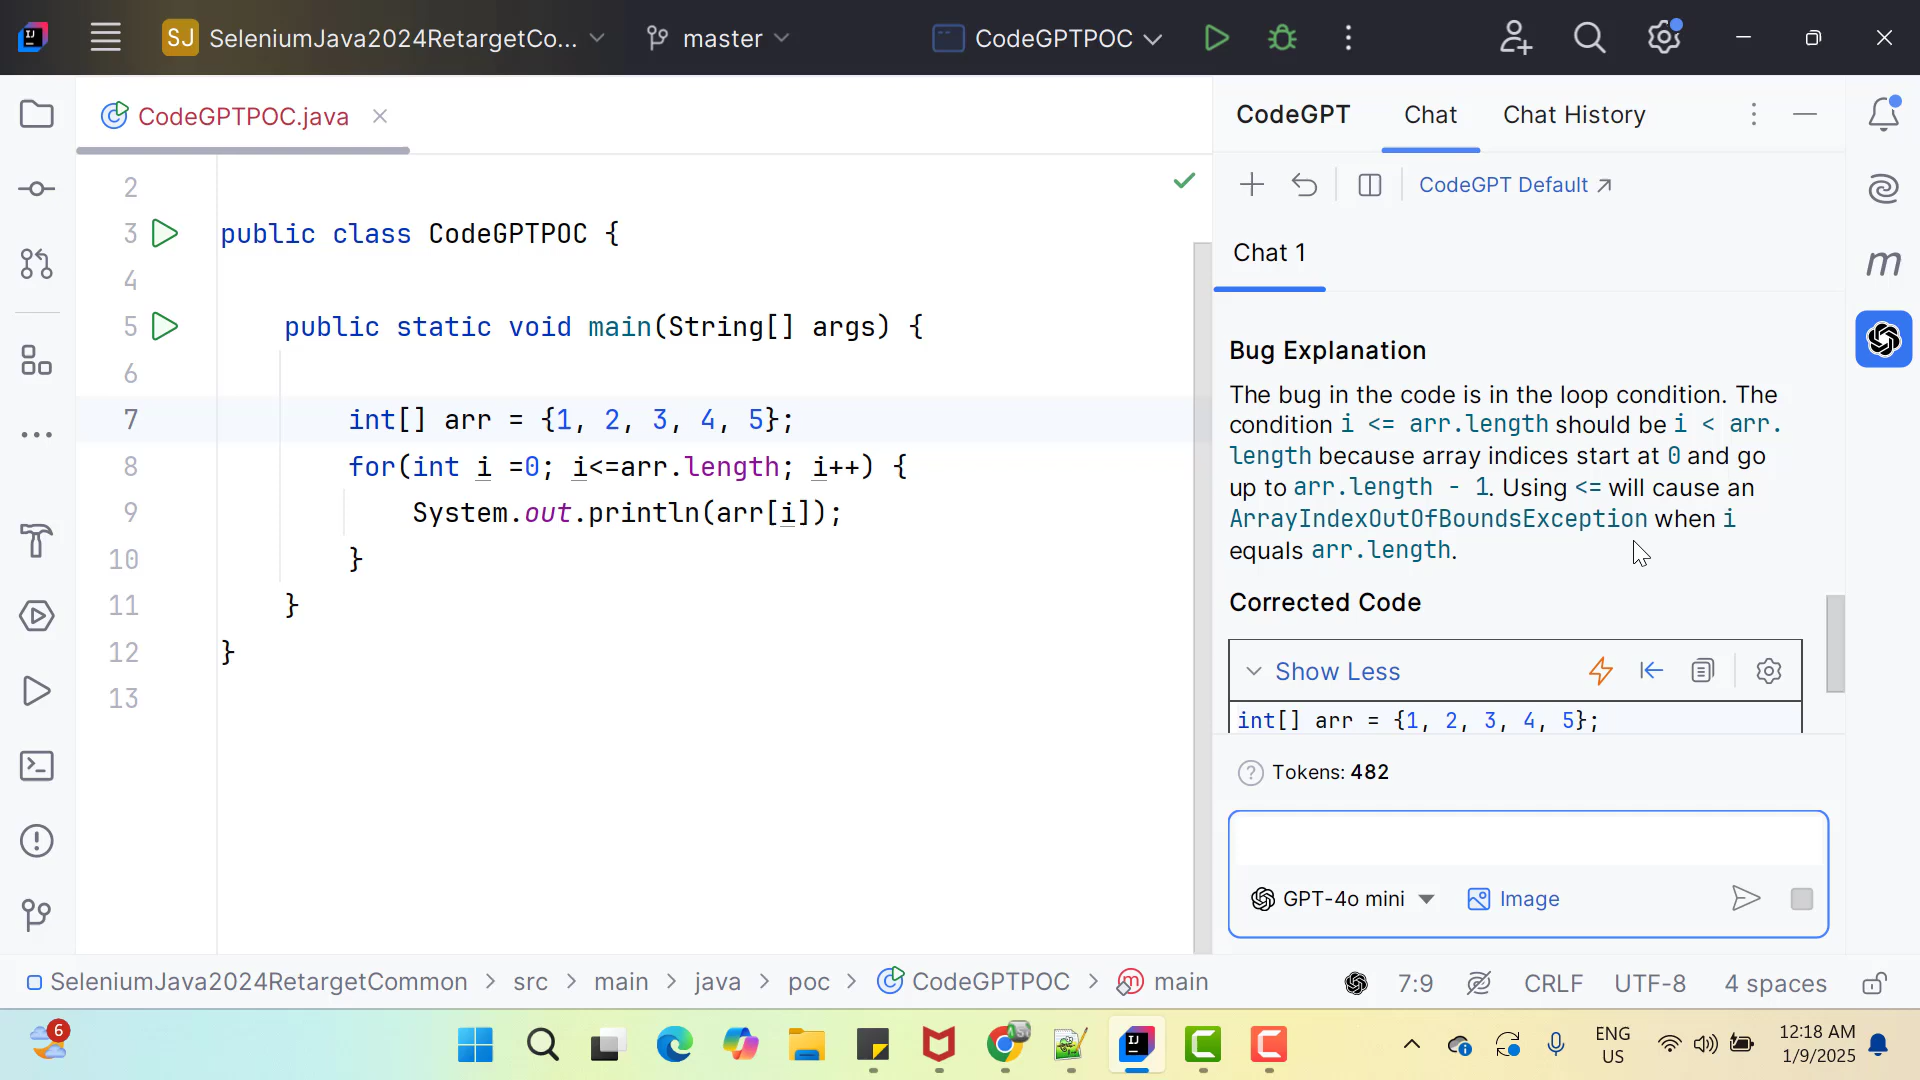 SJ SeleniumJava2024RetargetCo... master CodeGPTPOC
CodeGPTPOC.java
CodeGPT Chat Chat History
CodeGPT Default
Chat 1
2
3 public class CodeGPTPOC {
4
5 public static void main(String[] args) {
6
7 int[] arr = {1, 2, 3, 4, 5};
8 for(int i =0; i<=arr.length; i++) {
9 System.out.println(arr[i]);
10 }
11 }
12 }
13
Bug Explanation
The bug in the code is in the loop condition. The
condition i <= arr.length should be i < arr.
length because array indices start at 0 and go
up to arr.length - 1. Using <= will cause an
ArrayIndexOutOfBoundsException when i
equals arr.length.
Corrected Code
Show Less
int[] arr = {1, 2, 3, 4, 5};
Tokens: 482
GPT-4o mini Image
SeleniumJava2024RetargetCommon > src > main > java > poc > CodeGPTPOC > main
7:9 CRLF UTF-8 4 spaces
6
ENG
US
12:18 AM
1/9/2025